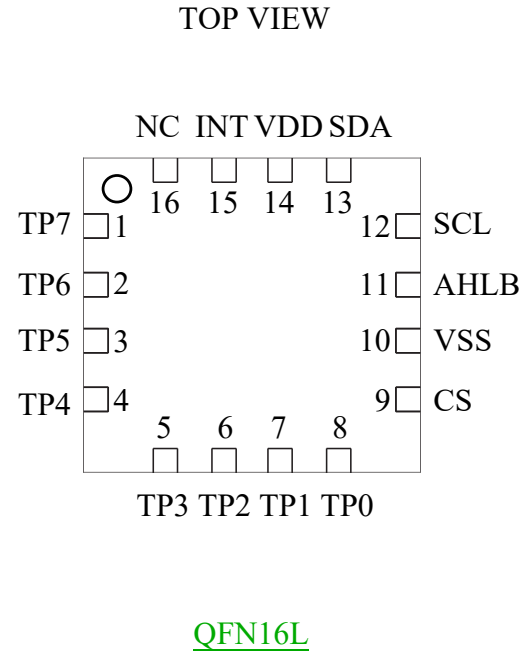 TOP VIEW
NC INT VDD SDA
16 15 14 13
TP7 1 12 SCL
TP6 2 11 AHLB
TP5 3 10 VSS
TP4 4 9 CS
5 6 7 8
TP3 TP2 TP1 TP0
QFN16L